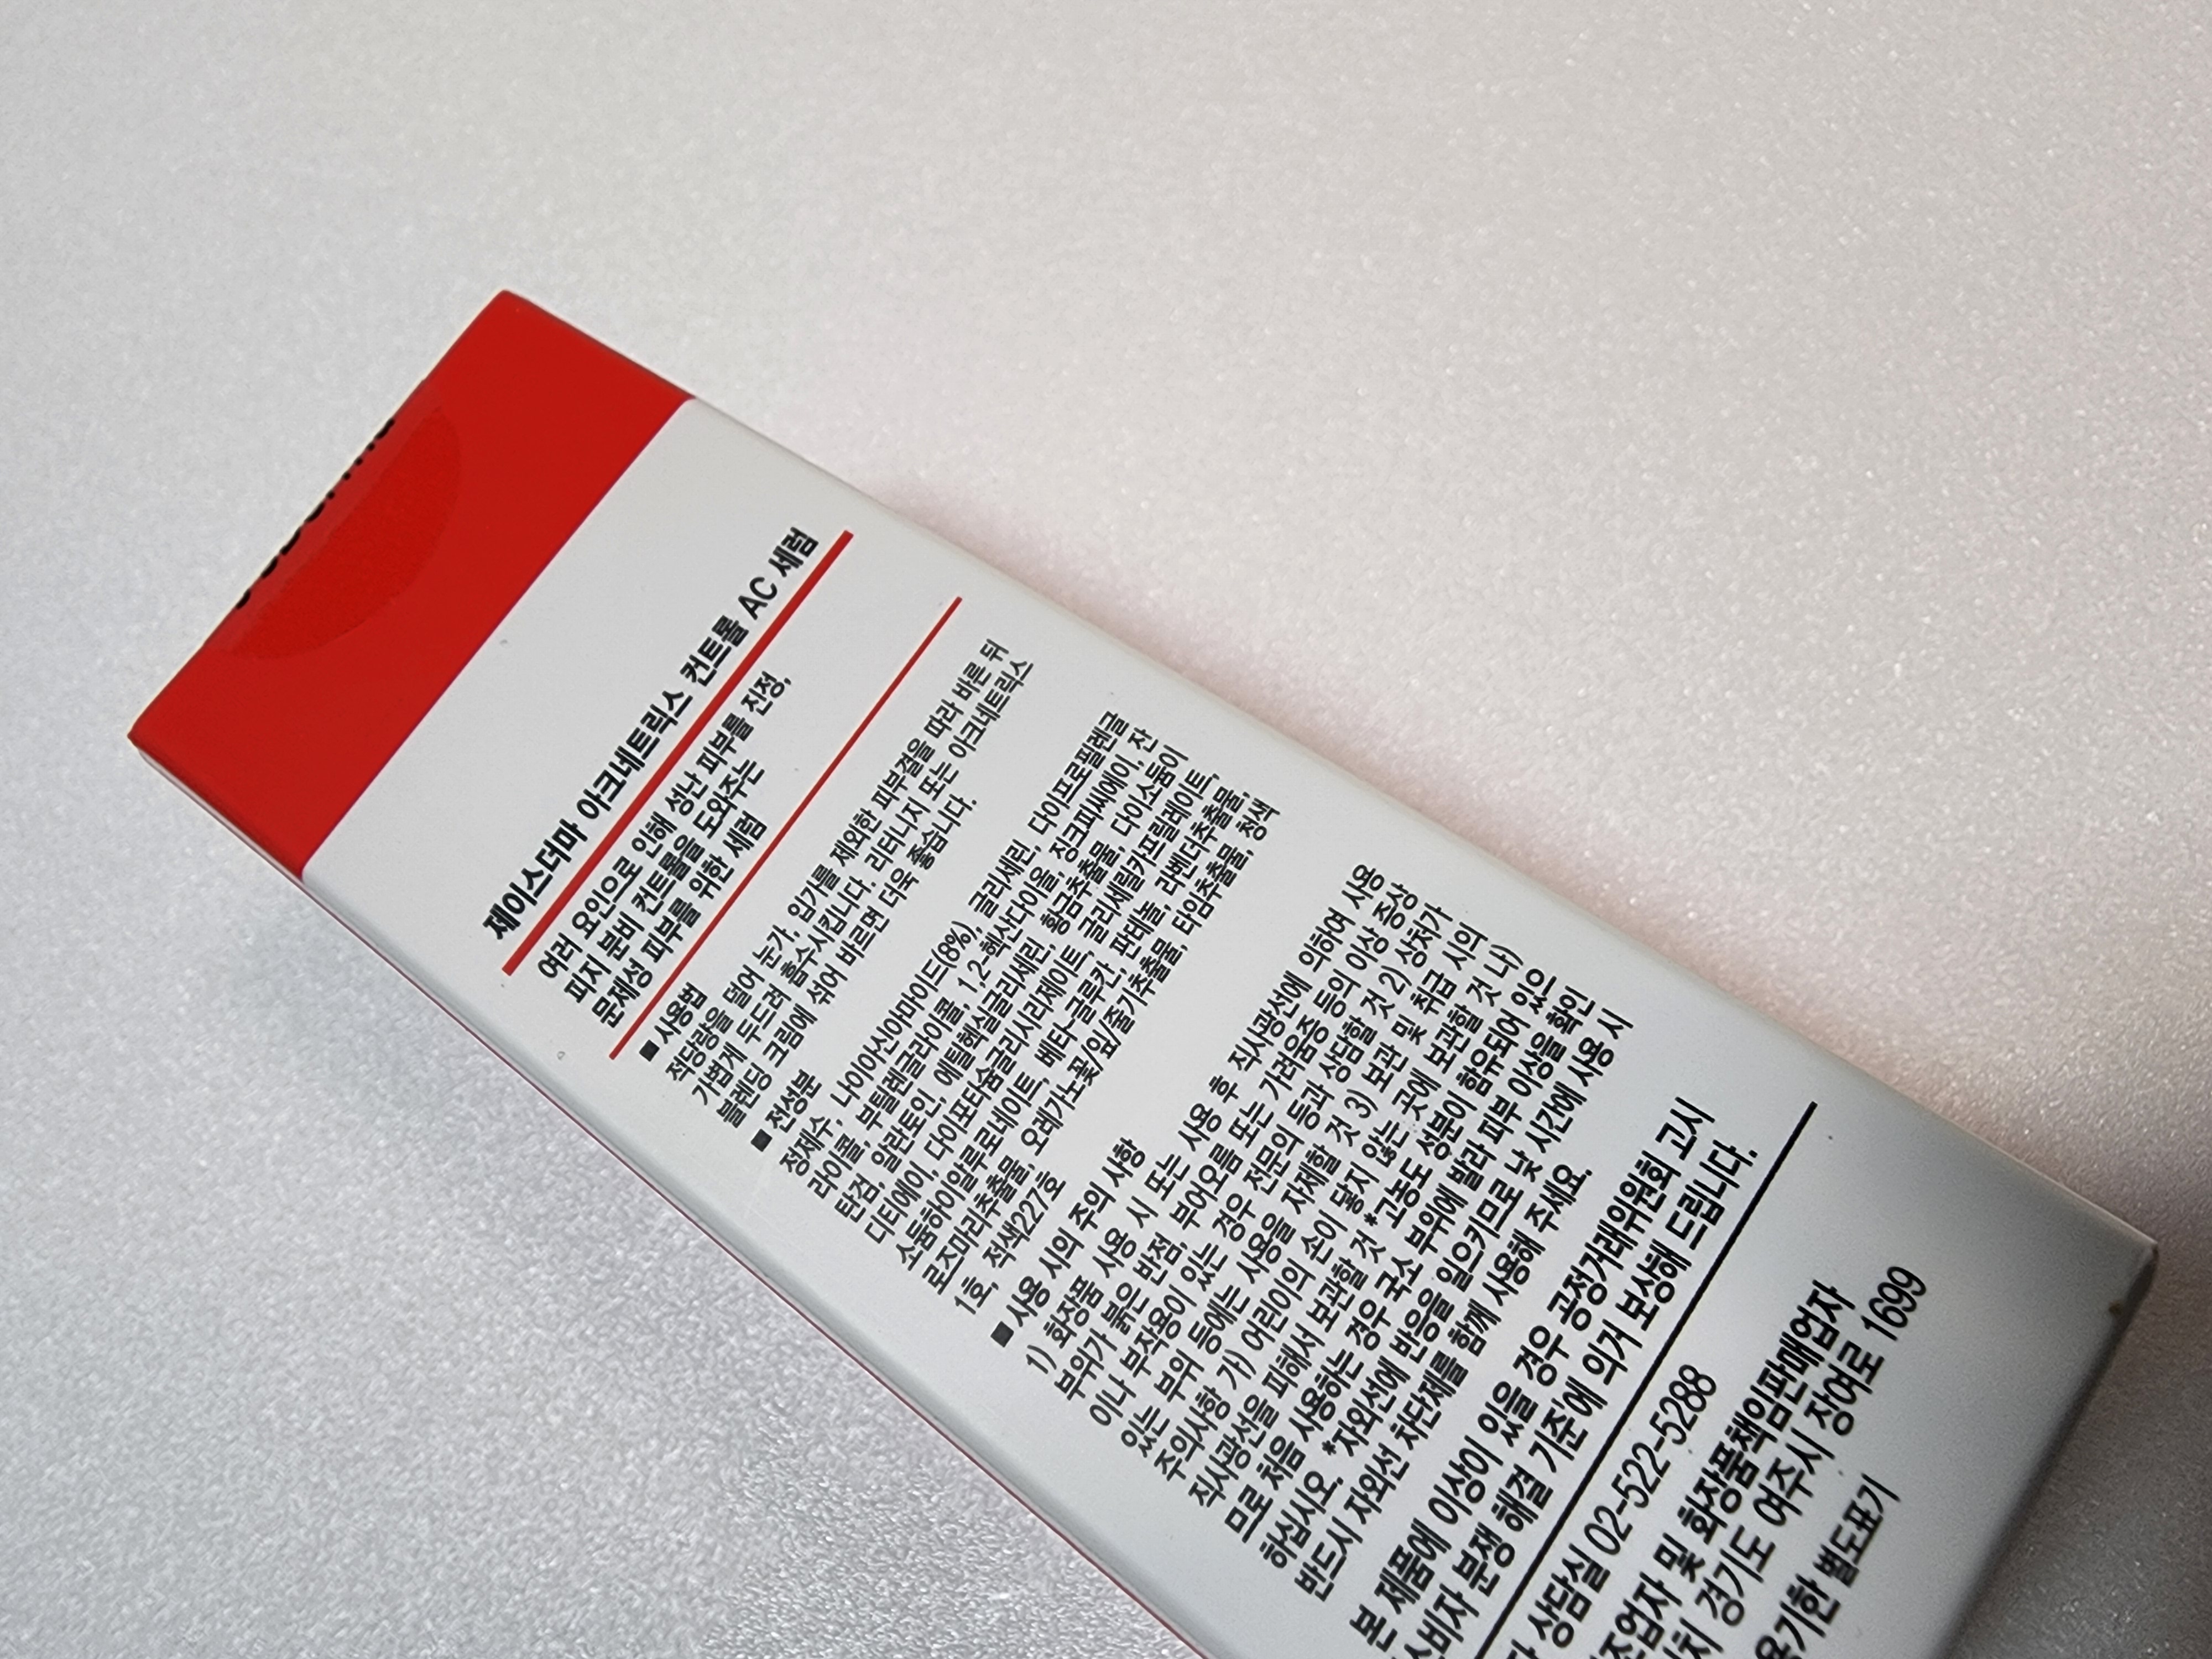 제이스더마 아크네트릭스 컨트롤 AC 세럼
여러 요인으로 인해 성난 피부를 진정,
피지 분비 컨트롤을 도와주는
문제성 피부를 위한 세럼
■ 사용법
적당량을 덜어 눈가, 입가를 제외한 피부결을 따라 바른 뒤
가볍게 두드려 흡수시킵니다. 리터니지 또는 아크네트릭스
블렌딩 크림에 섞어 바르면 더욱 좋습니다.
■ 전성분
정제수, 나이아신아마이드(8%), 글리세린, 다이프로필렌글
라이콜, 부틸렌글라이콜, 1,2-헥산다이올, 징크피씨에이, 잔
탄검, 알란토인, 에틸헥실글리세린, 황금추출물, 다이소듐이
디티에이, 다이포타슘글리시리제이트, 글리세릴카프릴레이트,
소듐하이알루로네이트, 베타-글루칸, 판테놀, 라벤더추출물,
로즈마리추출물, 오레가노꽃/잎/줄기추출물, 타임추출물, 청색
1호, 적색227호
■ 사용 시의 주의 사항
1) 화장품 사용 시 또는 사용 후 직사광선에 의하여 사용
부위가 붉은 반점, 부어오름 또는 가려움증 등의 이상 증상
이나 부작용이 있는 경우 전문의 등과 상담할 것 2) 상처가
있는 부위 등에는 사용을 자제할 것 3) 보관 및 취급 시의
주의사항 가) 어린이의 손이 닿지 않는 곳에 보관할 것 나)
직사광선을 피해서 보관할 것 *고농도 성분이 함유되어 있으
므로 처음 사용하는 경우 국소 부위에 발라 피부 이상을 확인
하십시오. *자외선에 반응을 일으키므로 낮 시간에 사용 시
반드시 자외선 차단제를 함께 사용해 주세요.
본 제품에 이상이 있을 경우 공정거래위원회 고시
소비자 분쟁 해결 기준에 의거 보상해 드립니다.
상담실 02-522-5288
및 화장품책임판매업자
경기도 여주시 장여로 1699
별도표기